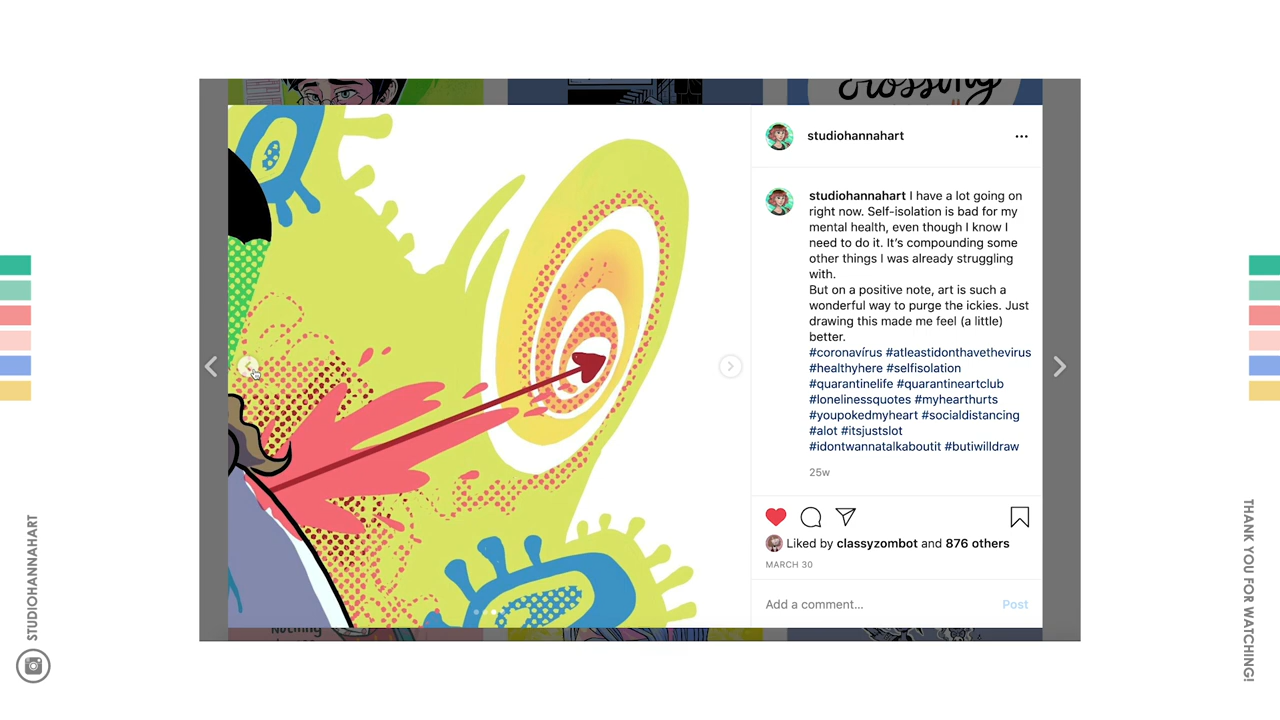 crossing
studiohannahart
studiohannahart I have a lot going on
right now. Self-isolation is bad for my
mental health, even though I know I
need to do it. It's compounding some
other things I was already struggling
with.
But on a positive note, art is such a
wonderful way to purge the ickies. Just
drawing this made me feel (a little)
better.
#coronavírus #atleastidonthavethevirus
#healthyhere #selfisolation
#quarantinelife #quarantineartclub
#lonelinessquotes #myhearthurts
#youpokedmyheart #socialdistancing
#alot #itsjustslot
#idontwannatalkaboutit #butiwilldraw
25w
Liked by classyzombot and 876 others
MARCH 30
Add a comment... Post
STUDIOHANNAHART
THANK YOU FOR WATCHING!